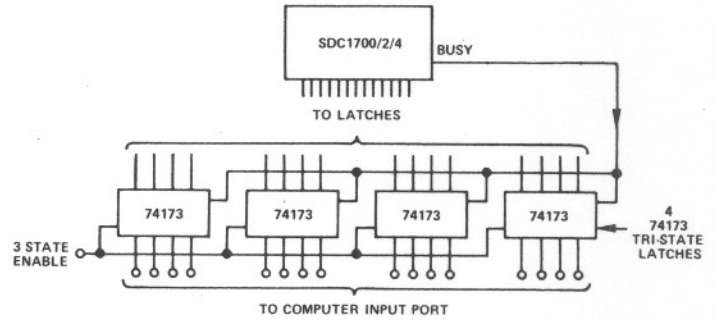 SDC1700/2/4
BUSY
TO LATCHES
74173
74173
74173
74173
4
74173
TRI-STATE
LATCHES
3 STATE
ENABLE
TO COMPUTER INPUT PORT